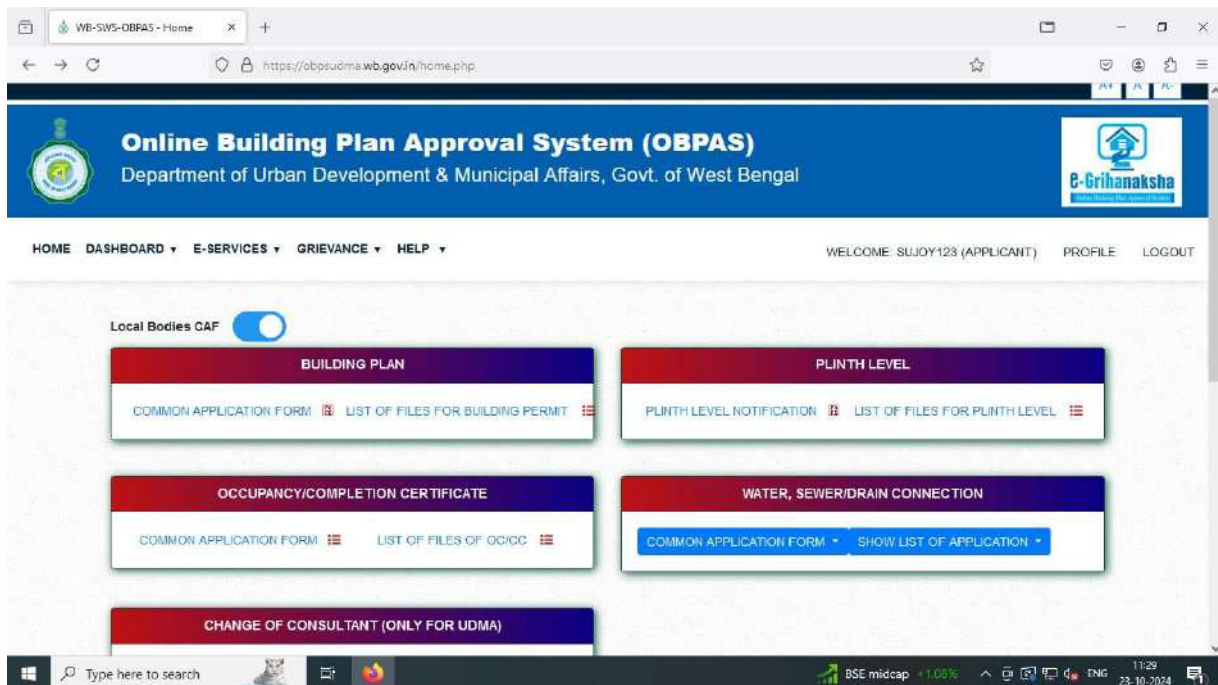 WB-SWS-OBPAS - Home
https://obpsudma.wb.gov.in/home.php
A+ A A-
Online Building Plan Approval System (OBPAS)
Department of Urban Development & Municipal Affairs, Govt. of West Bengal
e-Grihanaksha
HOME DASHBOARD E-SERVICES GRIEVANCE HELP WELCOME: SUJOY123 (APPLICANT) PROFILE LOGOUT
Local Bodies CAF
BUILDING PLAN
COMMON APPLICATION FORM LIST OF FILES FOR BUILDING PERMIT
PLINTH LEVEL
PLINTH LEVEL NOTIFICATION LIST OF FILES FOR PLINTH LEVEL
OCCUPANCY/COMPLETION CERTIFICATE
COMMON APPLICATION FORM LIST OF FILES OF OC/CC
WATER, SEWER/DRAIN CONNECTION
COMMON APPLICATION FORM SHOW LIST OF APPLICATION
CHANGE OF CONSULTANT (ONLY FOR UDMA)
Type here to search BSE midcap +1.08% ENG 11:29
23-10-2024